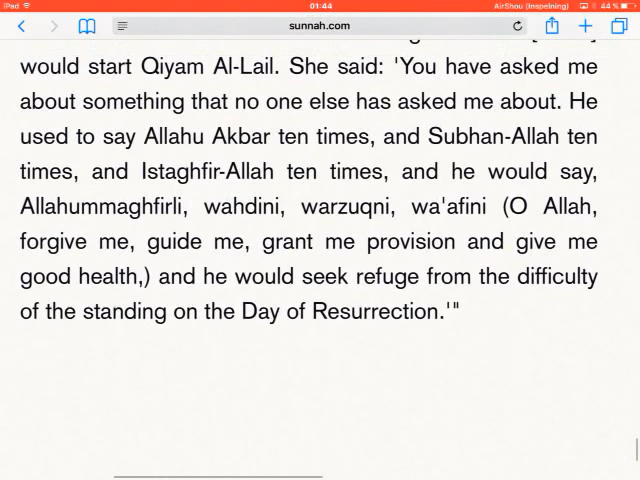 iPad 01:44 AirShou (Inspelning) 44 %
sunnah.com
would start Qiyam Al-Lail. She said: 'You have asked me
about something that no one else has asked me about. He
used to say Allahu Akbar ten times, and Subhan-Allah ten
times, and Istaghfir-Allah ten times, and he would say,
Allahummaghfirli, wahdini, warzuqni, wa'afini (O Allah,
forgive me, guide me, grant me provision and give me
good health,) and he would seek refuge from the difficulty
of the standing on the Day of Resurrection.'"